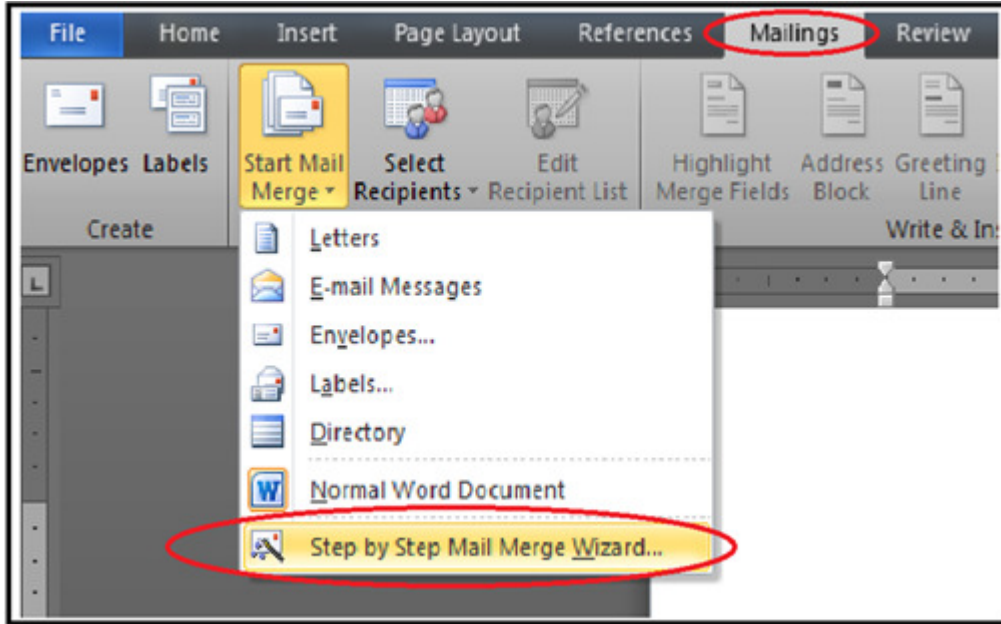 File Home Insert Page Layout References Mailings Review
Envelopes Labels Start Mail Select Edit Highlight Address Greeting
Merge Recipients Recipient List Merge Fields Block Line
Create Write & Ins
Letters
L
E-mail Messages
Envelopes...
Labels...
Directory
W Normal Word Document
Step by Step Mail Merge Wizard...